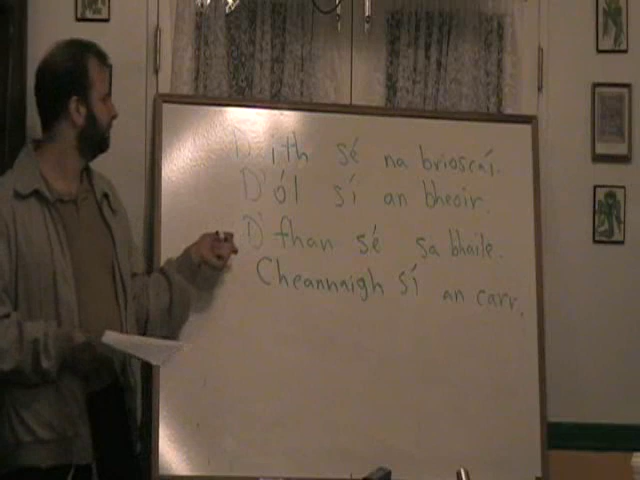 D'ith sé na brioscaí.
D'ól sí an bheoir.
D'fhan sé sa bhaile.
Cheannaigh sí an carr.